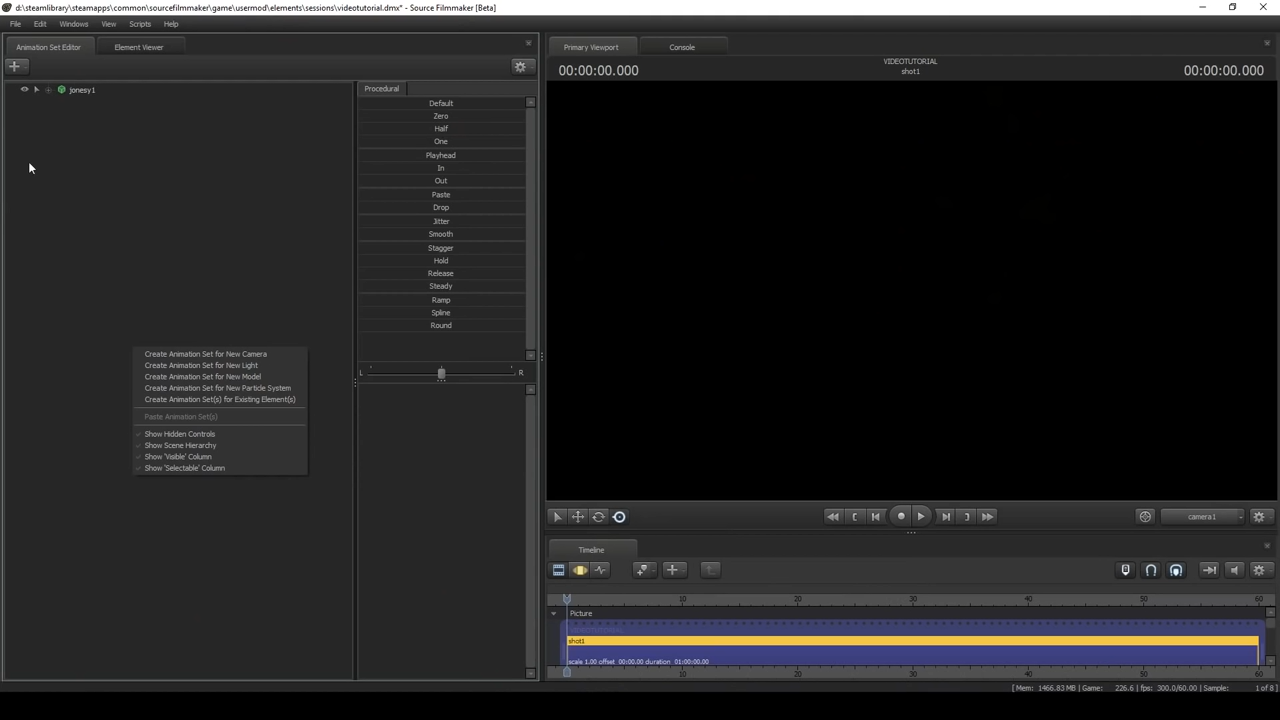 d:\steamlibrary\steamapps\common\sourcefilmmaker\game\usermod\elements\sessions\videotutorial.dmx* - Source Filmmaker [Beta]
File Edit Windows View Scripts Help
Animation Set Editor Element Viewer
jonesy1
Procedural
Default
Zero
Half
One
Playhead
In
Out
Paste
Drop
Jitter
Smooth
Stagger
Hold
Release
Steady
Ramp
Spline
Round
L R
Create Animation Set for New Camera
Create Animation Set for New Light
Create Animation Set for New Model
Create Animation Set for New Particle System
Create Animation Set(s) for Existing Element(s)
Paste Animation Set(s)
Show Hidden Controls
Show Scene Hierarchy
Show 'Visible' Column
Show 'Selectable' Column
Primary Viewport Console
00:00:00.000 VIDEOTUTORIAL 00:00:00.000
shot1
camera1
Timeline
10 20 30 40 50 60
Picture
shot1
scale 1.00 offset 00:00.00 duration 01:00:00.00
10 20 30 40 50 60
[Mem: 1466.83 MB | Game: 226.6 | fps: 300.0/60.00 | Sample: 1 of 8 ]